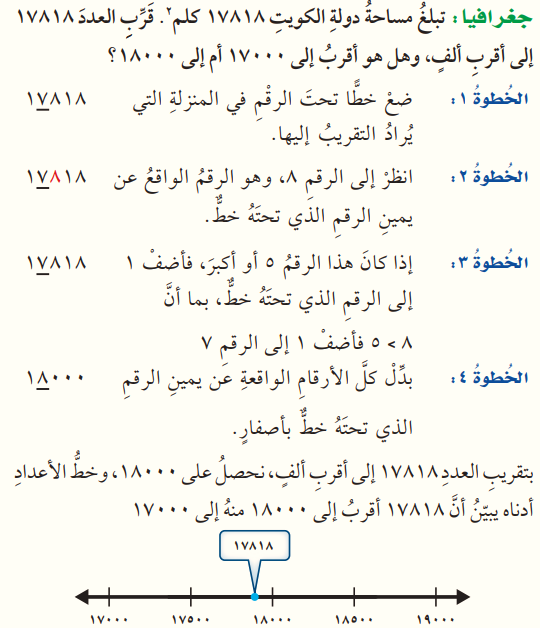 جغرافيا: تبلغُ مساحةُ دولةِ الكويتِ ١٧٨١٨ كلم٢. قَرِّبِ العددَ ١٧٨١٨
إلى أقربِ ألفٍ، وهل هو أقربُ إلى ١٧٠٠٠ أم إلى ١٨٠٠٠؟
الخُطوةُ ١: ضعْ خطًّا تحتَ الرقْمِ في المنزلةِ التي ١٧٨١٨
يُرادُ التقريبُ إليها.
الخُطوةُ ٢: انظرْ إلى الرقمِ ٨، وهو الرقمُ الواقعُ عن ١٧٨١٨
يمينِ الرقمِ الذي تحتَهُ خطٌّ.
الخُطوةُ ٣: إذا كانَ هذا الرقمُ ٥ أو أكبرَ، فأضفْ ١ ١٧٨١٨
إلى الرقمِ الذي تحتَهُ خطٌّ، بما أنَّ
٨ > ٥ فأضفْ ١ إلى الرقمِ ٧
الخُطوةُ ٤: بدِّلْ كلَّ الأرقامِ الواقعةِ عن يمينِ الرقمِ ١٨٠٠٠
الذي تحتَهُ خطٌّ بأصفارٍ.
بتقريبِ العددِ ١٧٨١٨ إلى أقربِ ألفٍ، نحصلُ على ١٨٠٠٠، وخطُّ الأعدادِ
أدناه يبيّنُ أنَّ ١٧٨١٨ أقربُ إلى ١٨٠٠٠ منهُ إلى ١٧٠٠٠
١٧٨١٨
١٧٠٠٠ ١٧٥٠٠ ١٨٠٠٠ ١٨٥٠٠ ١٩٠٠٠